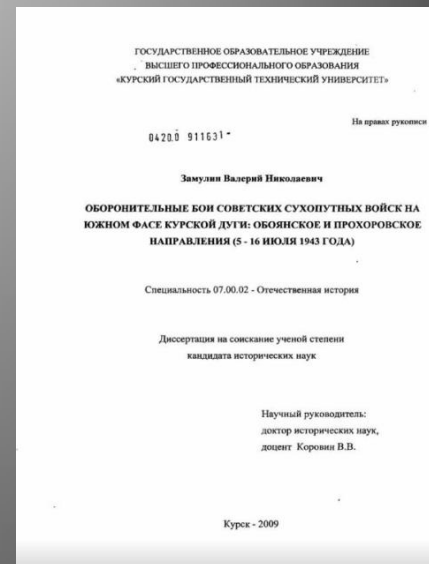 ГОСУДАРСТВЕННОЕ ОБРАЗОВАТЕЛЬНОЕ УЧРЕЖДЕНИЕ
ВЫСШЕГО ПРОФЕССИОНАЛЬНОГО ОБРАЗОВАНИЯ
«КУРСКИЙ ГОСУДАРСТВЕННЫЙ ТЕХНИЧЕСКИЙ УНИВЕРСИТЕТ»
На правах рукописи
04200 911631
Замулин Валерий Николаевич
ОБОРОНИТЕЛЬНЫЕ БОИ СОВЕТСКИХ СУХОПУТНЫХ ВОЙСК НА
ЮЖНОМ ФАСЕ КУРСКОЙ ДУГИ: ОБОЯНСКОЕ И ПРОХОРОВСКОЕ
НАПРАВЛЕНИЯ (5 - 16 ИЮЛЯ 1943 ГОДА)
Специальность 07.00.02 - Отечественная история
Диссертация на соискание ученой степени
кандидата исторических наук
Научный руководитель:
доктор исторических наук,
доцент Коровин В.В.
Курск - 2009